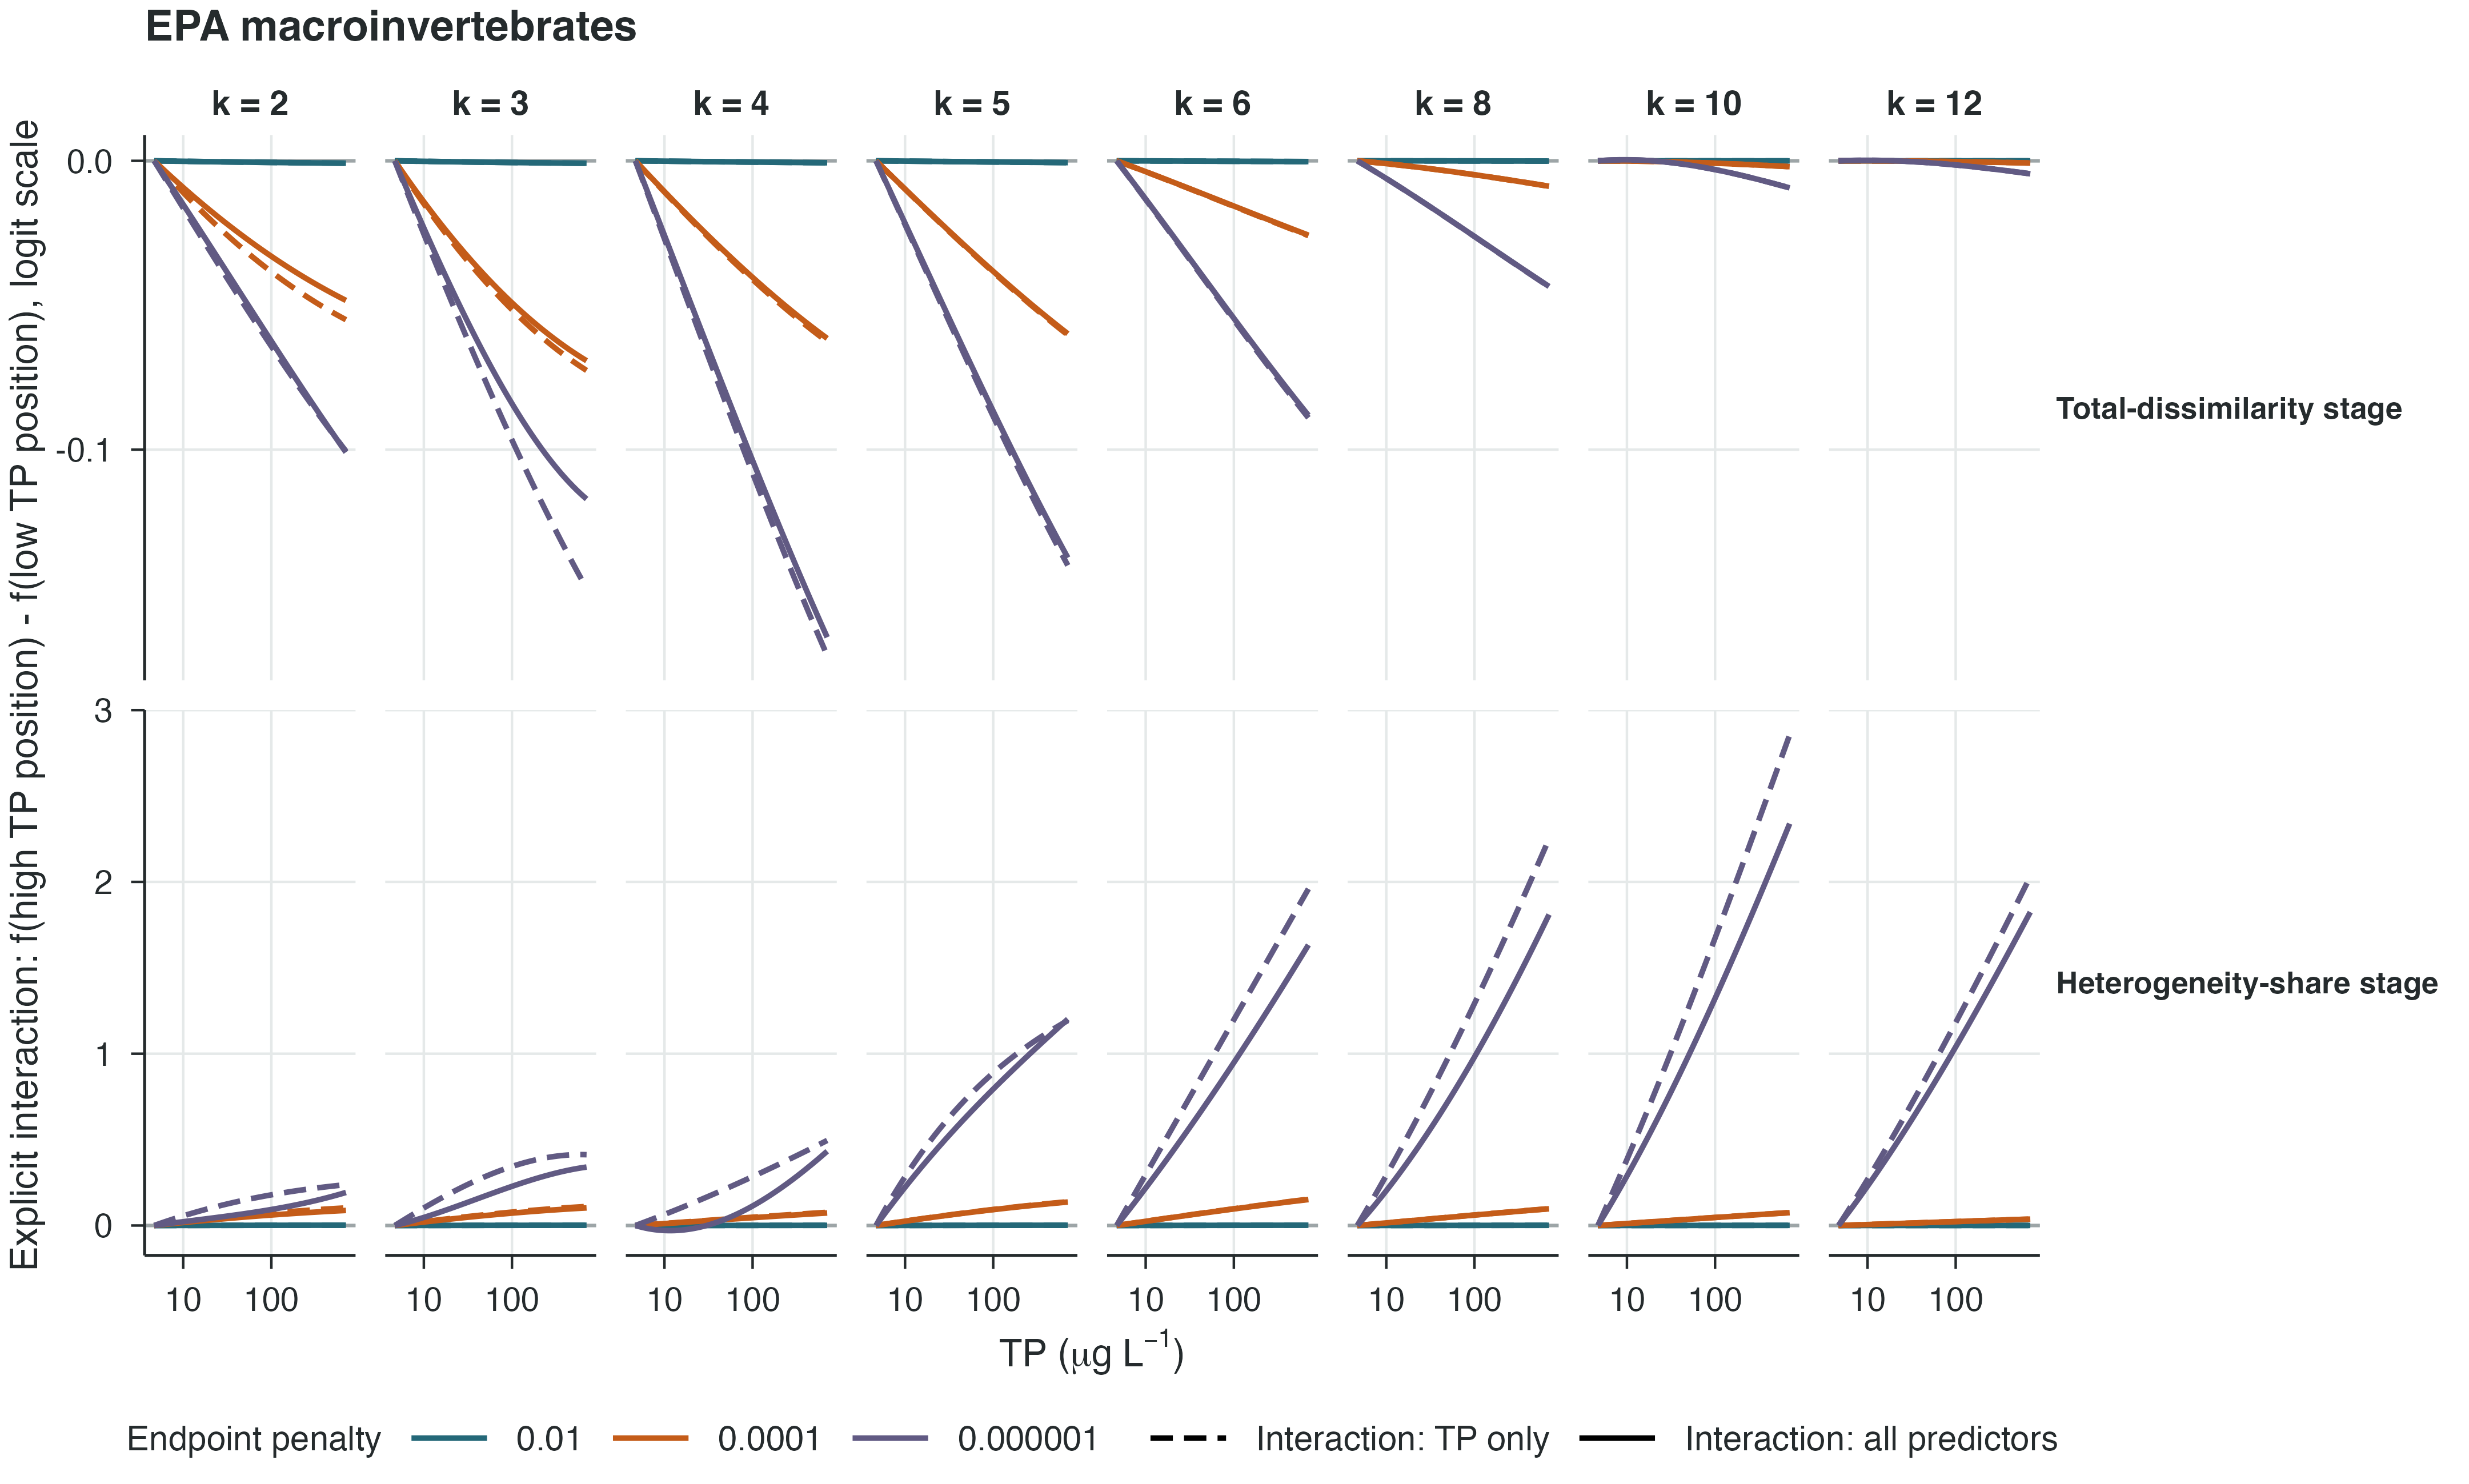 EPA macroinvertebrates
k = 2 k = 3 k = 4 k = 5 k = 6 k = 8 k = 10 k = 12
Explicit interaction: f(high TP position) - f(low TP position), logit scale
0.0
-0.1
Total-dissimilarity stage
3
2
1
0
Heterogeneity-share stage
10 100 10 100 10 100 10 100 10 100 10 100 10 100 10 100
TP (μg L⁻¹)
Endpoint penalty 0.01 0.0001 0.000001 Interaction: TP only Interaction: all predictors